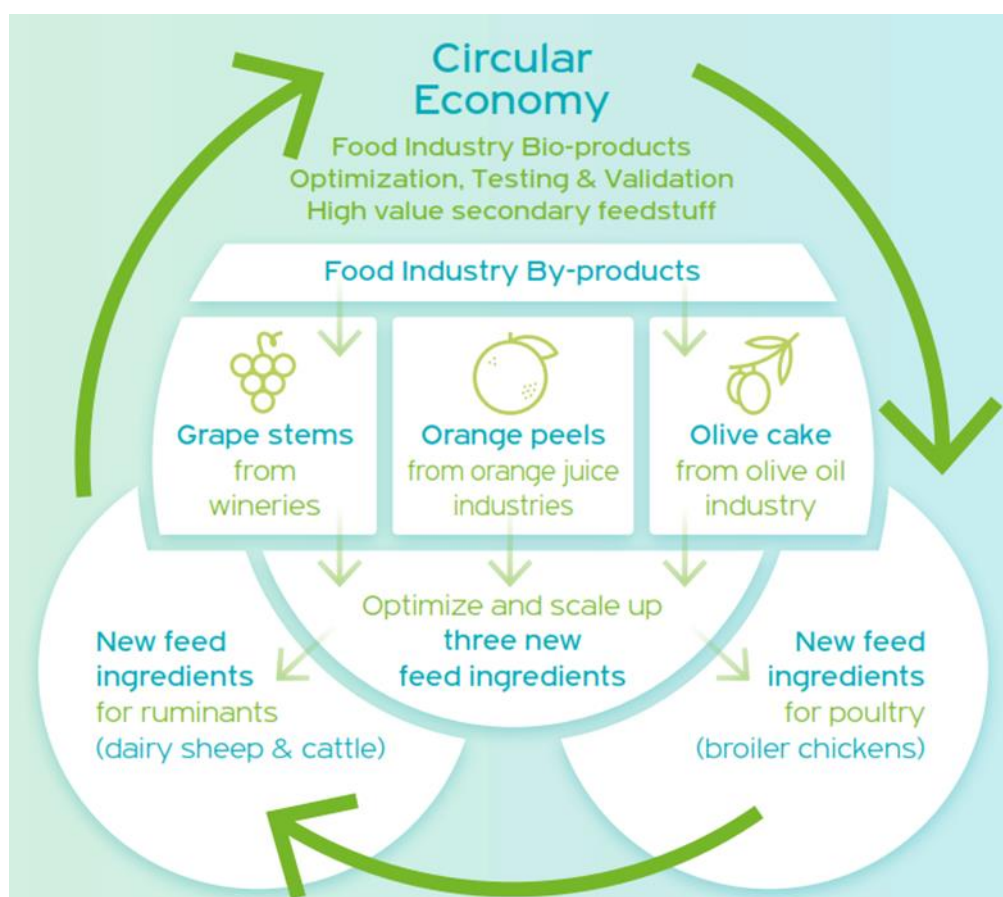 Circular
Economy
Food Industry Bio-products
Optimization, Testing & Validation
High value secondary feedstuff
Food Industry By-products
Grape stems
from
wineries
Orange peels
from orange juice
industries
Olive cake
from olive oil
industry
Optimize and scale up
three new
feed ingredients
New feed
ingredients
for ruminants
(dairy sheep & cattle)
New feed
ingredients
for poultry
(broiler chickens)